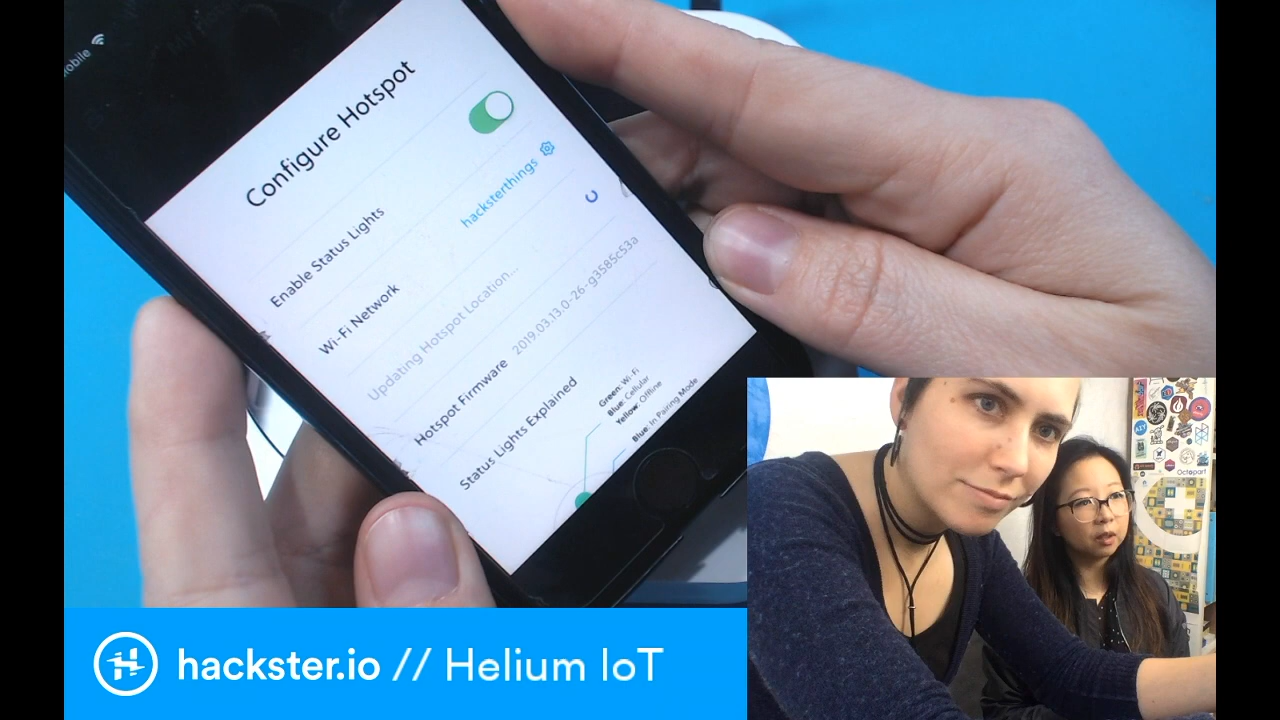 Configure Hotspot
Enable Status Lights
Wi-Fi Network hacksterthings
Updating Hotspot Location...
Hotspot Firmware 2019.03.13.0-26-g3585c53a
Status Lights Explained
Green: Wi-Fi
Blue: Cellular
Yellow: Offline
Blue: In Pairing Mode
AIY
Octopart
hackster.io // Helium IoT